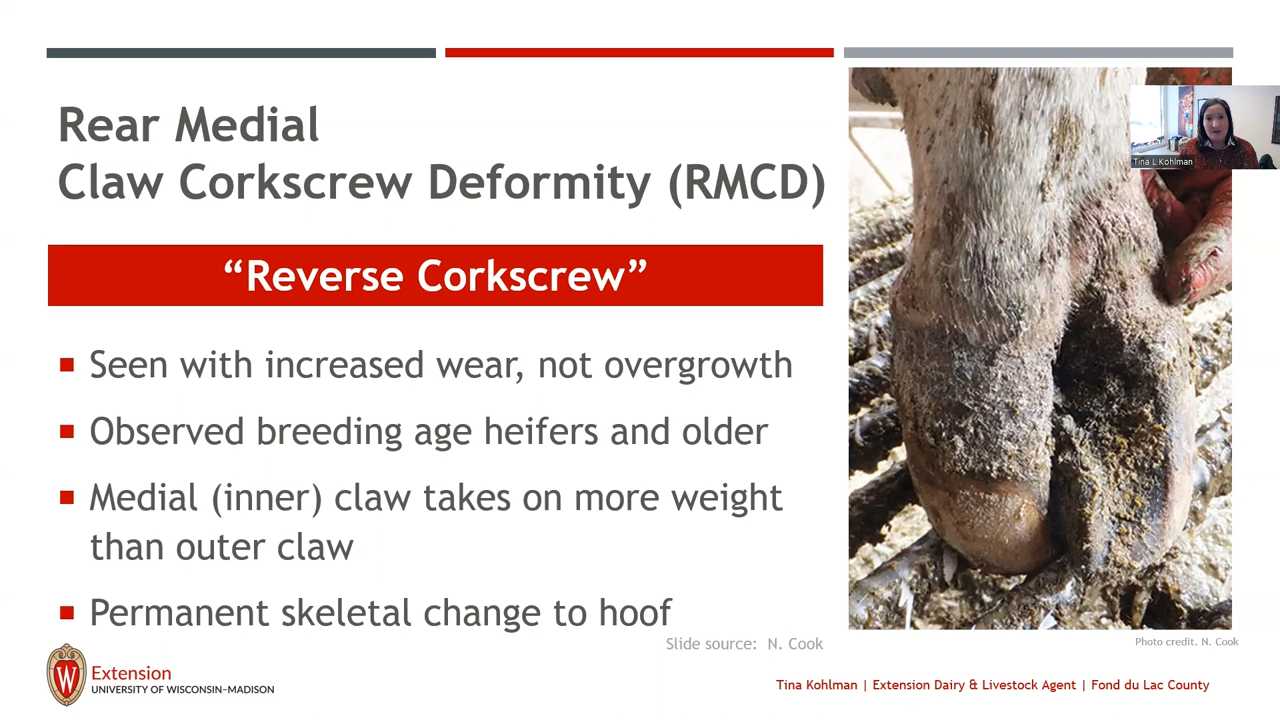 Rear Medial
Claw Corkscrew Deformity (RMCD)
“Reverse Corkscrew”
Seen with increased wear, not overgrowth
Observed breeding age heifers and older
Medial (inner) claw takes on more weight
than outer claw
Permanent skeletal change to hoof
Slide source: N. Cook
Photo credit. N. Cook
Tina L Kohlman
W
Extension
UNIVERSITY OF WISCONSIN–MADISON
Tina Kohlman | Extension Dairy & Livestock Agent | Fond du Lac County